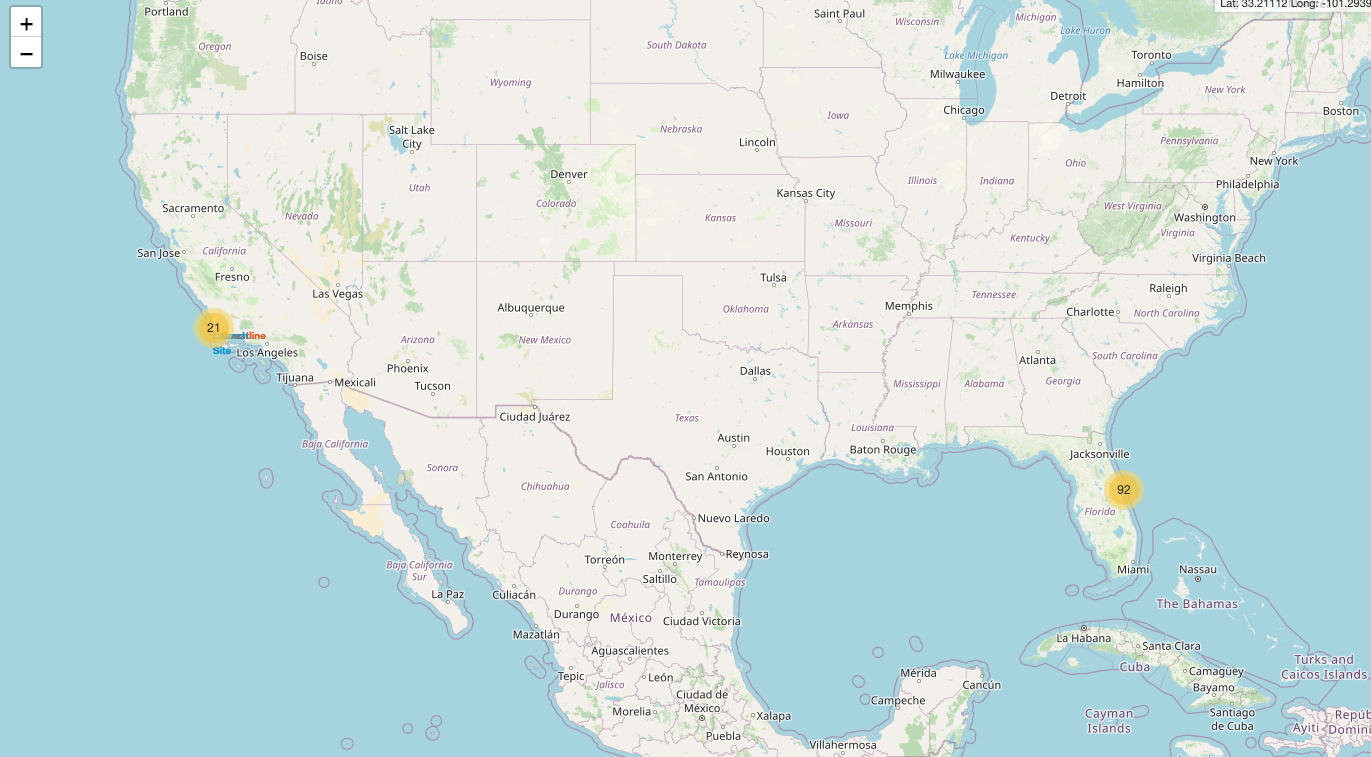 +
−
Lat: 33.21112 Long: -101.2939
Portland
Idaho
Oregon
Boise
Wyoming
South Dakota
Saint Paul
Wisconsin
Michigan
Lake Huron
Lake Michigan
Milwaukee
Toronto
Hamilton
New York
Detroit
Chicago
Boston
Iowa
Nebraska
Salt Lake
City
Lincoln
Pennsylvania
New York
Ohio
Denver
Utah
Colorado
Kansas City
Illinois
Indiana
Philadelphia
Sacramento
Nevada
Kansas
Missouri
West Virginia
Washington
Virginia
Kentucky
San Jose
California
Fresno
Virginia Beach
Las Vegas
Tulsa
Raleigh
Albuquerque
Oklahoma
Memphis
Tennessee
Charlotte
North Carolina
21
Arkansas
line
Site
Los Angeles
Arizona
New Mexico
Atlanta
South Carolina
Phoenix
Dallas
Tijuana
Mexicali
Tucson
Mississippi
Alabama
Georgia
Ciudad Juárez
Texas
Louisiana
Austin
Baja California
Houston
Baton Rouge
Jacksonville
Sonora
San Antonio
Chihuahua
92
Florida
Coahuila
Nuevo Laredo
Torreón
Monterrey
Reynosa
Baja California
Sur
Saltillo
Tamaulipas
Miami
Nassau
La Paz
Culiacán
Durango
Durango
México
Ciudad Victoria
The Bahamas
Mazatlán
La Habana
Santa Clara
Aguascalientes
Cuba
Camagüey
Turks and
Caicos Islands
Tepic
Jalisco
León
Mérida
Cancún
Bayamo
Ciudad de
México
Campeche
Morelia
Xalapa
Cayman
Islands
Santiago
de Cuba
Puebla
Villahermosa
Ayiti
Repúb
Domini